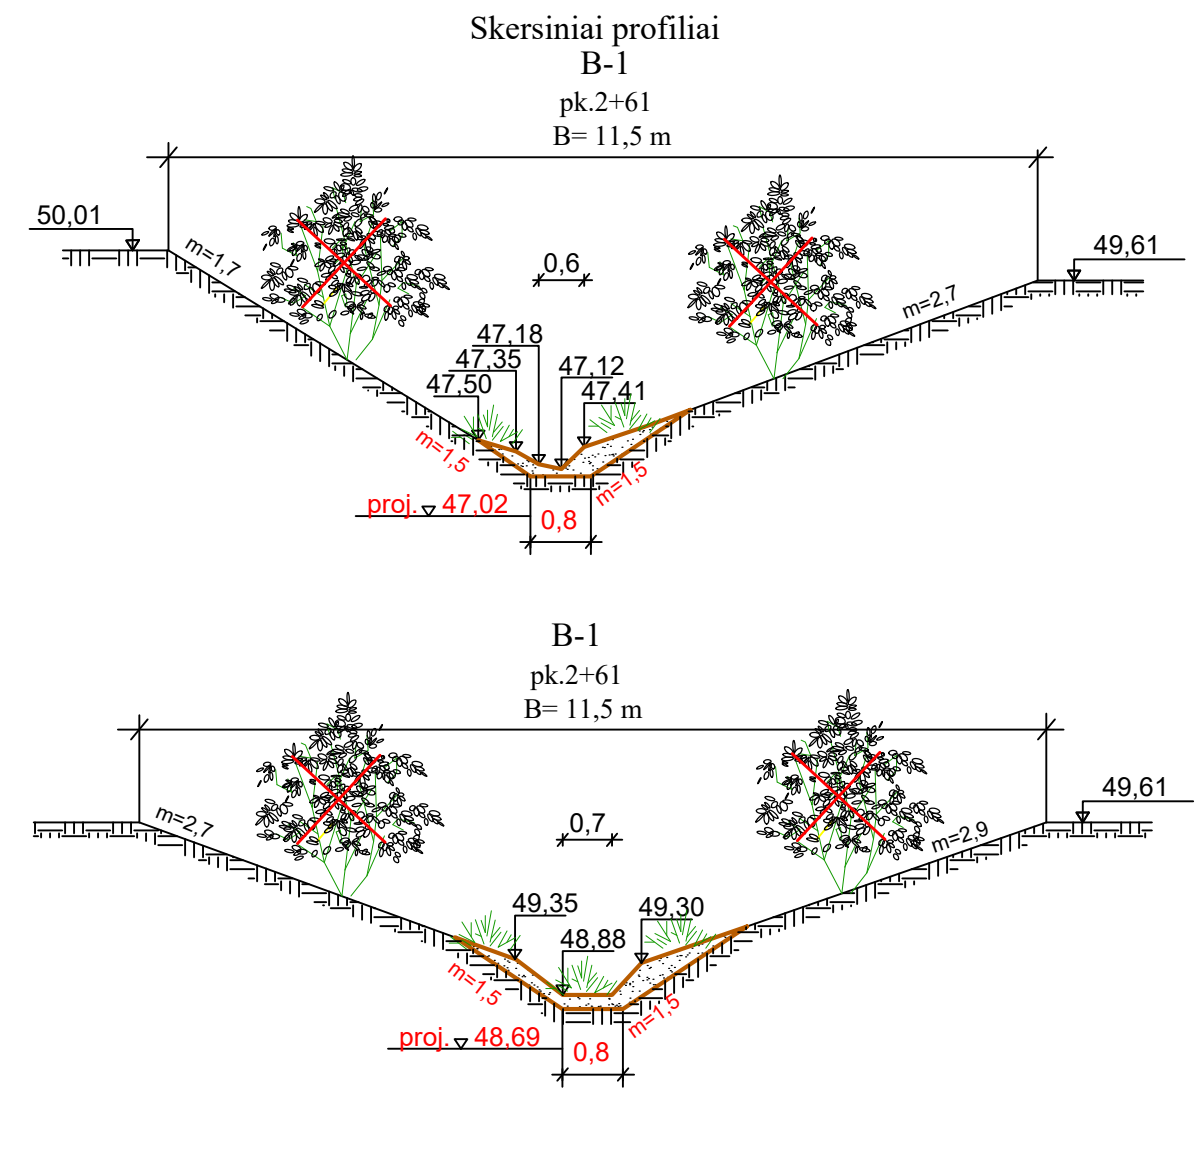 Skersiniai profiliai
B-1
pk.2+61
B= 11,5 m
50,01
49,61
m=1,7
0,6
m=2,7
47,18
47,35
47,12
47,50
47,41
m=1,5
m=1,5
proj. 47,02
0,8
B-1
pk.2+61
B= 11,5 m
49,61
m=2,7
0,7
m=2,9
49,35
49,30
48,88
m=1,5
m=1,5
proj. 48,69
0,8